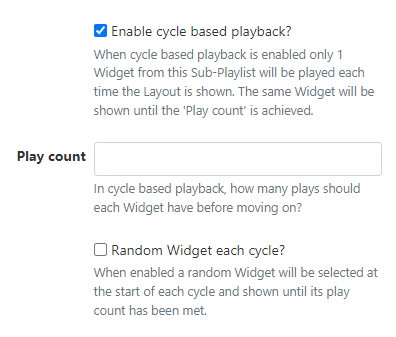 Enable cycle based playback?
When cycle based playback is enabled only 1
Widget from this Sub-Playlist will be played each
time the Layout is shown. The same Widget will be
shown until the 'Play count' is achieved.
Play count
In cycle based playback, how many plays should
each Widget have before moving on?
Random Widget each cycle?
When enabled a random Widget will be selected at
the start of each cycle and shown until its play
count has been met.